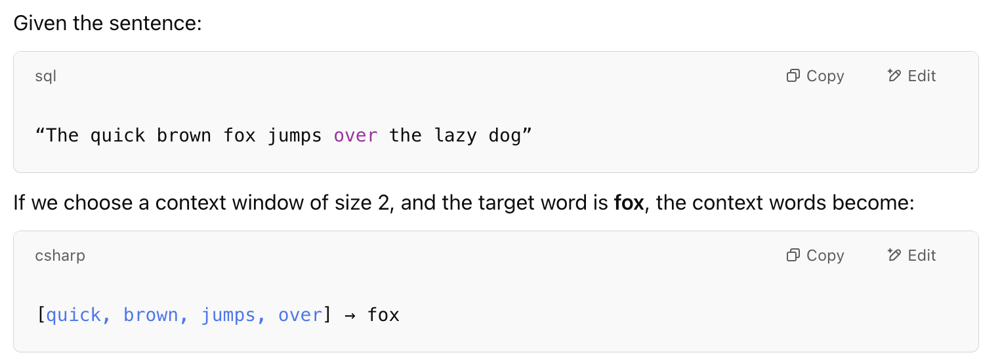 Given the sentence:
sql Copy Edit
“The quick brown fox jumps over the lazy dog”
If we choose a context window of size 2, and the target word is fox, the context words become:
csharp Copy Edit
[quick, brown, jumps, over] → fox